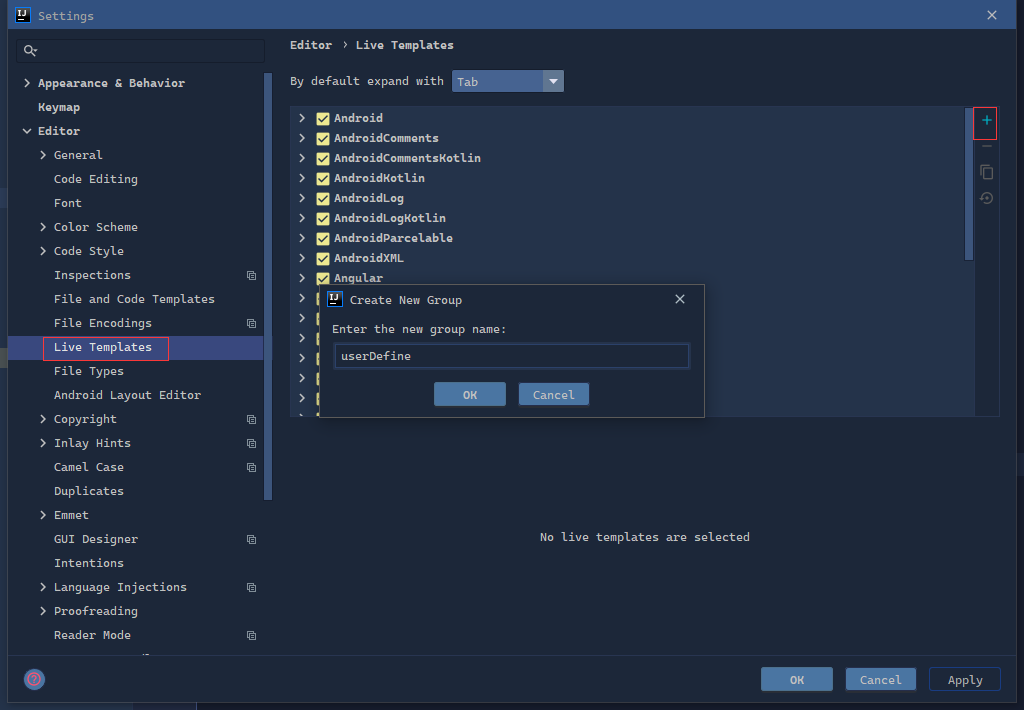 Settings
Editor › Live Templates
By default expand with Tab
Appearance & Behavior
Keymap
Editor
General
Code Editing
Font
Color Scheme
Code Style
Inspections
File and Code Templates
File Encodings
Live Templates
File Types
Android Layout Editor
Copyright
Inlay Hints
Camel Case
Duplicates
Emmet
GUI Designer
Intentions
Language Injections
Proofreading
Reader Mode
Android
AndroidComments
AndroidCommentsKotlin
AndroidKotlin
AndroidLog
AndroidLogKotlin
AndroidParcelable
AndroidXML
Angular
IJ Create New Group
Enter the new group name:
userDefine
OK Cancel
No live templates are selected
OK Cancel Apply